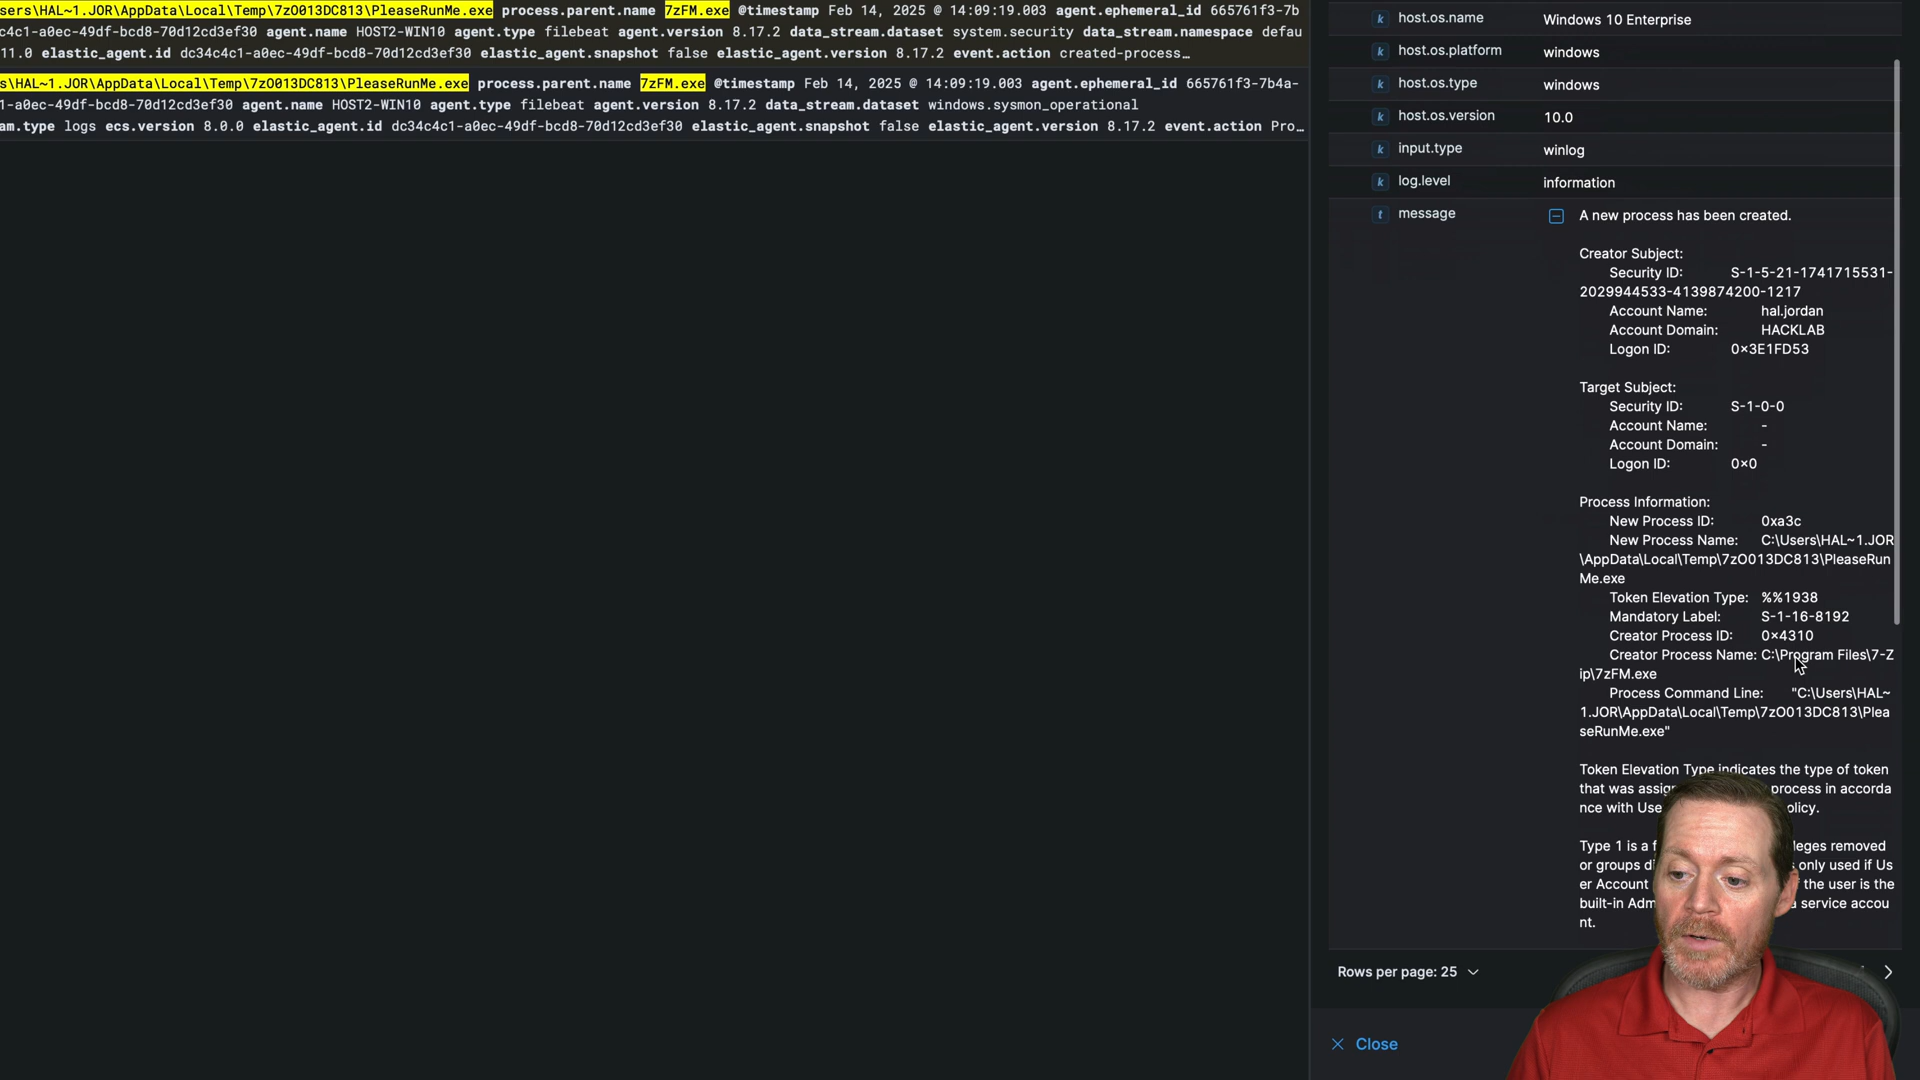 sers\HAL~1.JOR\AppData\Local\Temp\7zO013DC813\PleaseRunMe.exe process.parent.name 7zFM.exe @timestamp Feb 14, 2025 @ 14:09:19.003 agent.ephemeral_id 665761f3-7b
c4c1-a0ec-49df-bcd8-70d12cd3ef30 agent.name HOST2-WIN10 agent.type filebeat agent.version 8.17.2 data_stream.dataset system.security data_stream.namespace defau
11.0 elastic_agent.id dc34c4c1-a0ec-49df-bcd8-70d12cd3ef30 elastic_agent.snapshot false elastic_agent.version 8.17.2 event.action created-process…
s\HAL~1.JOR\AppData\Local\Temp\7zO013DC813\PleaseRunMe.exe process.parent.name 7zFM.exe @timestamp Feb 14, 2025 @ 14:09:19.003 agent.ephemeral_id 665761f3-7b4a-
1-a0ec-49df-bcd8-70d12cd3ef30 agent.name HOST2-WIN10 agent.type filebeat agent.version 8.17.2 data_stream.dataset windows.sysmon_operational
am.type logs ecs.version 8.0.0 elastic_agent.id dc34c4c1-a0ec-49df-bcd8-70d12cd3ef30 elastic_agent.snapshot false elastic_agent.version 8.17.2 event.action Pro…
k host.os.name Windows 10 Enterprise
k host.os.platform windows
k host.os.type windows
k host.os.version 10.0
k input.type winlog
k log.level information
t message A new process has been created.
Creator Subject:
Security ID: S-1-5-21-1741715531-
2029944533-4139874200-1217
Account Name: hal.jordan
Account Domain: HACKLAB
Logon ID: 0x3E1FD53
Target Subject:
Security ID: S-1-0-0
Account Name: -
Account Domain: -
Logon ID: 0x0
Process Information:
New Process ID: 0xa3c
New Process Name: C:\Users\HAL~1.JOR
\AppData\Local\Temp\7zO013DC813\PleaseRun
Me.exe
Token Elevation Type: %%1938
Mandatory Label: S-1-16-8192
Creator Process ID: 0x4310
Creator Process Name: C:\Program Files\7-Z
ip\7zFM.exe
Process Command Line: "C:\Users\HAL~
1.JOR\AppData\Local\Temp\7zO013DC813\Plea
seRunMe.exe"
Token Elevation Type indicates the type of token
that was assig process in accorda
nce with Use olicy.
Type 1 is a f leges removed
or groups di only used if Us
er Account f the user is the
built-in Adm a service accou
nt.
Rows per page: 25
Close